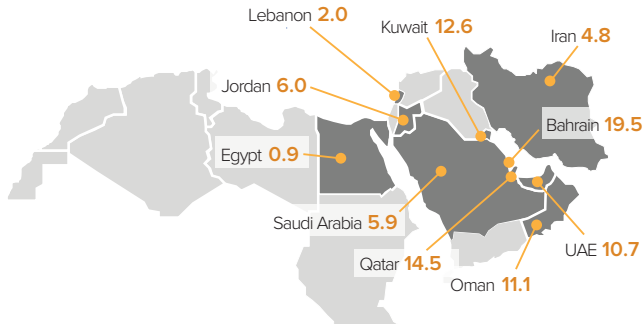 Lebanon 2.0
Kuwait 12.6
Iran 4.8
Jordan 6.0
Bahrain 19.5
Egypt 0.9
Saudi Arabia 5.9
UAE 10.7
Qatar 14.5
Oman 11.1